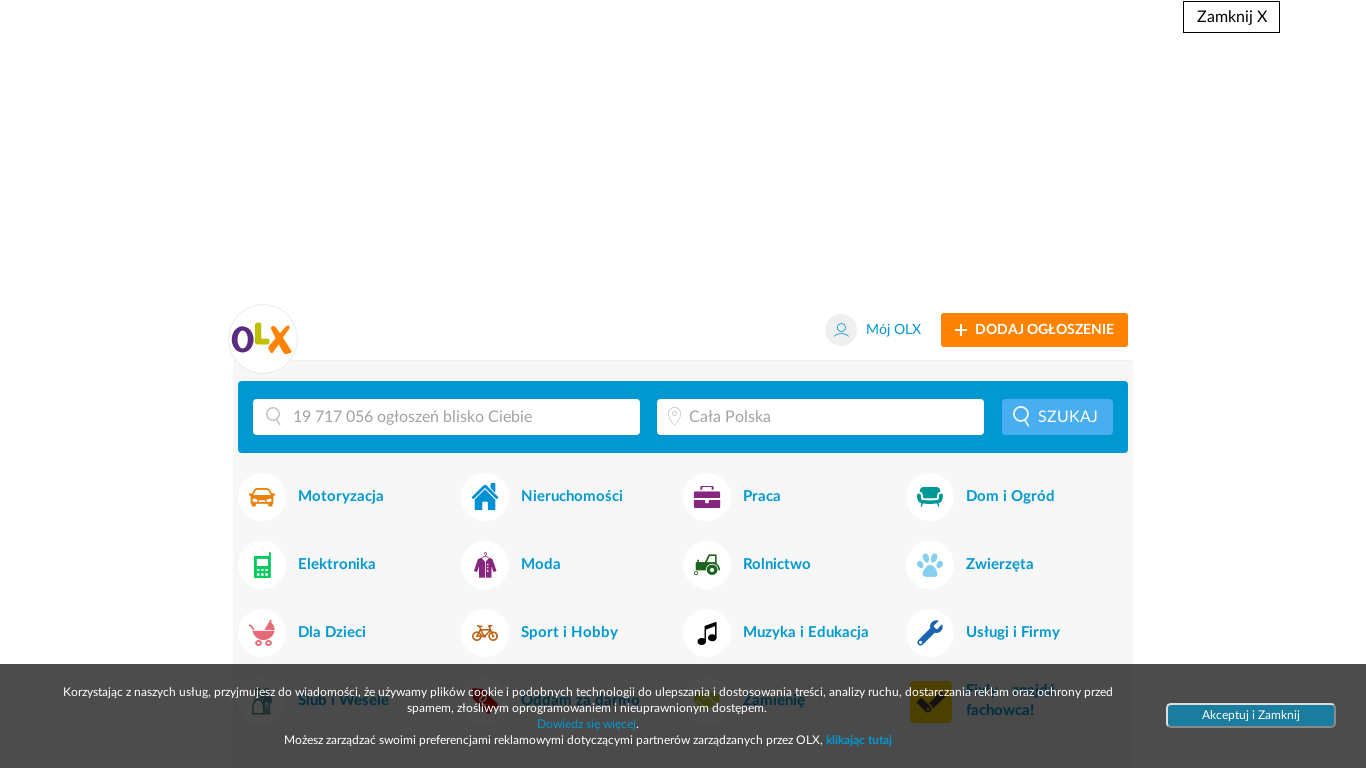 Zamknij X
OLX
Mój OLX
DODAJ OGŁOSZENIE
19 717 056 ogłoszeń blisko Ciebie
Cała Polska
SZUKAJ
Motoryzacja
Nieruchomości
Praca
Dom i Ogród
Elektronika
Moda
Rolnictwo
Zwierzęta
Dla Dzieci
Sport i Hobby
Muzyka i Edukacja
Usługi i Firmy
Ślub i Wesele
Oddam za darmo
Zamienię
fachowca!
Korzystając z naszych usług, przyjmujesz do wiadomości, że używamy plików cookie i podobnych technologii do ulepszania i dostosowania treści, analizy ruchu, dostarczania reklam oraz ochrony przed
spamem, złośliwym oprogramowaniem i nieuprawnionym dostępem.
Dowiedz się więcej.
Możesz zarządzać swoimi preferencjami reklamowymi dotyczącymi partnerów zarządzanych przez OLX, klikając tutaj
Akceptuj i Zamknij